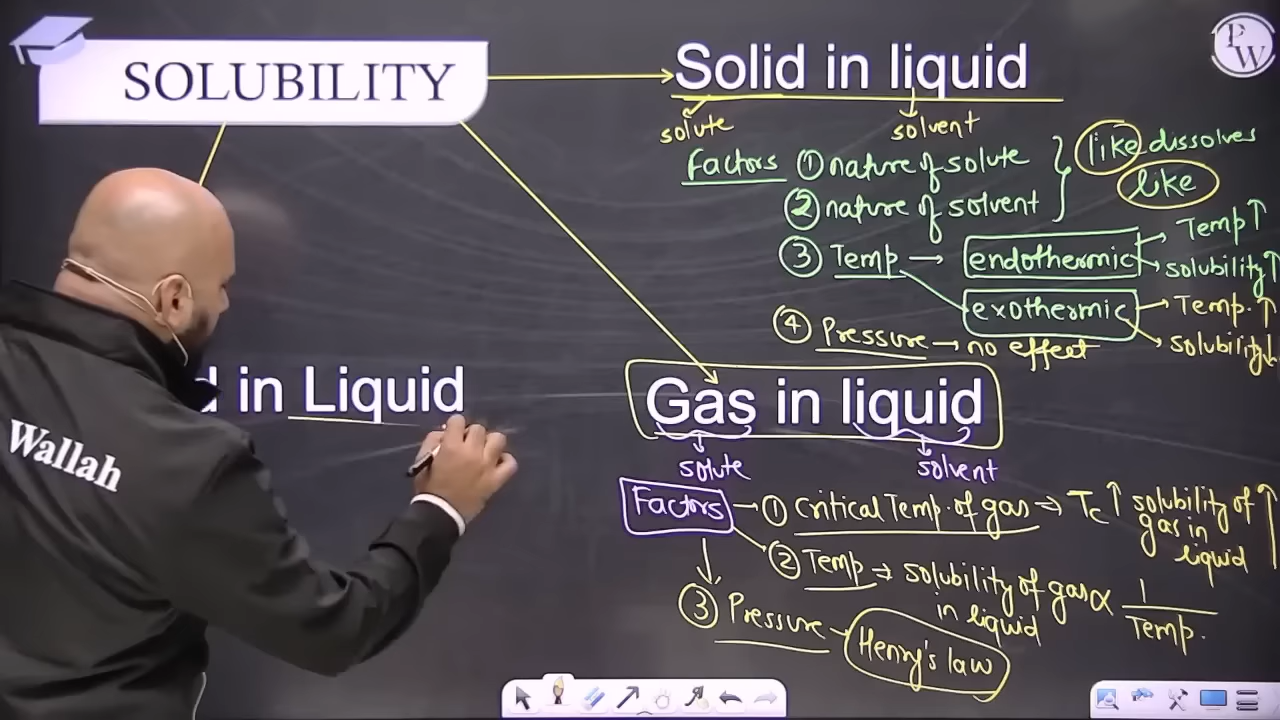 SOLUBILITY
Solid in liquid
solute
solvent
Factors ① nature of solute
② nature of solvent
like dissolves
like
③ Temp → endothermic
Temp ↑
solubility ↑
exothermic
Temp. ↑
solubility ↓
④ Pressure → no effect
d in Liquid
Gas in liquid
solute
solvent
Factors
① Critical Temp. of gas ⇒ Tc ↑ solubility of gas in liquid ↑
② Temp ⇒ solubility of gas in liquid ∝ 1/Temp.
③ Pressure
Henry's law
Wallah
PW